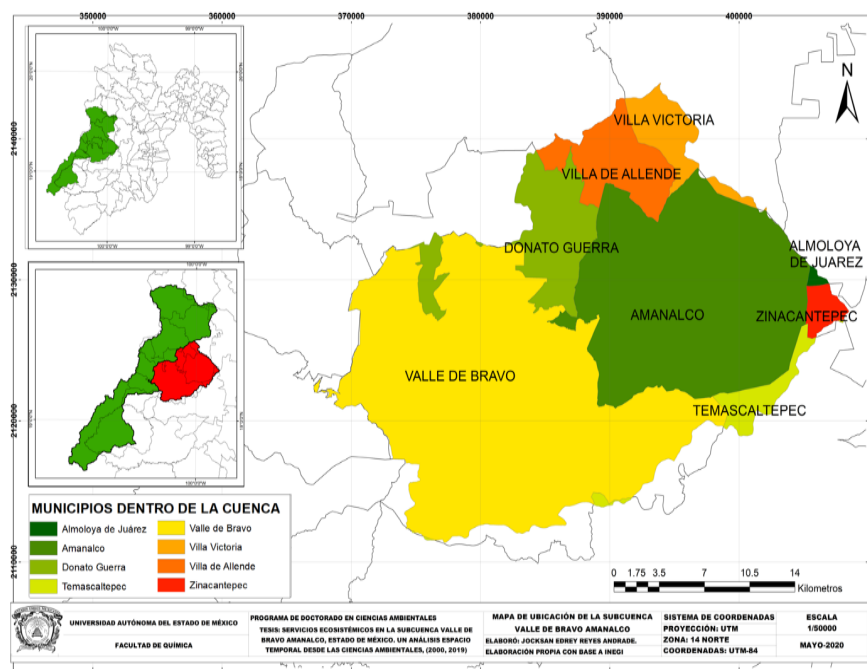 350000 360000 370000 380000 390000 400000
2140000
2130000
2120000
2110000
N
VILLA VICTORIA
VILLA DE ALLENDE
DONATO GUERRA
ALMOLOYA
DE JUAREZ
AMANALCO
ZINACANTEPEC
VALLE DE BRAVO
TEMASCALTEPEC
MUNICIPIOS DENTRO DE LA CUENCA
Almoloya de Juárez
Amanalco
Donato Guerra
Temascaltepec
Valle de Bravo
Villa Victoria
Villa de Allende
Zinacantepec
0 1.75 3.5 7 10.5 14
Kilometros
UNIVERSIDAD AUTÓNOMA DEL ESTADO DE MÉXICO
FACULTAD DE QUÍMICA
PROGRAMA DE DOCTORADO EN CIENCIAS AMBIENTALES
TESIS: SERVICIOS ECOSISTÉMICOS EN LA SUBCUENCA VALLE DE
BRAVO AMANALCO, ESTADO DE MÉXICO. UN ANÁLISIS ESPACIO
TEMPORAL DESDE LAS CIENCIAS AMBIENTALES, (2000, 2019)
MAPA DE UBICACIÓN DE LA SUBCUENCA
VALLE DE BRAVO AMANALCO
ELABORÓ: JOCKSAN EDREY REYES ANDRADE.
ELABORACIÓN PROPIA CON BASE A INEGI
SISTEMA DE COORDENADAS
PROYECCIÓN: UTM
ZONA: 14 NORTE
COORDENADAS: UTM-84
ESCALA
1/50000
MAYO-2020